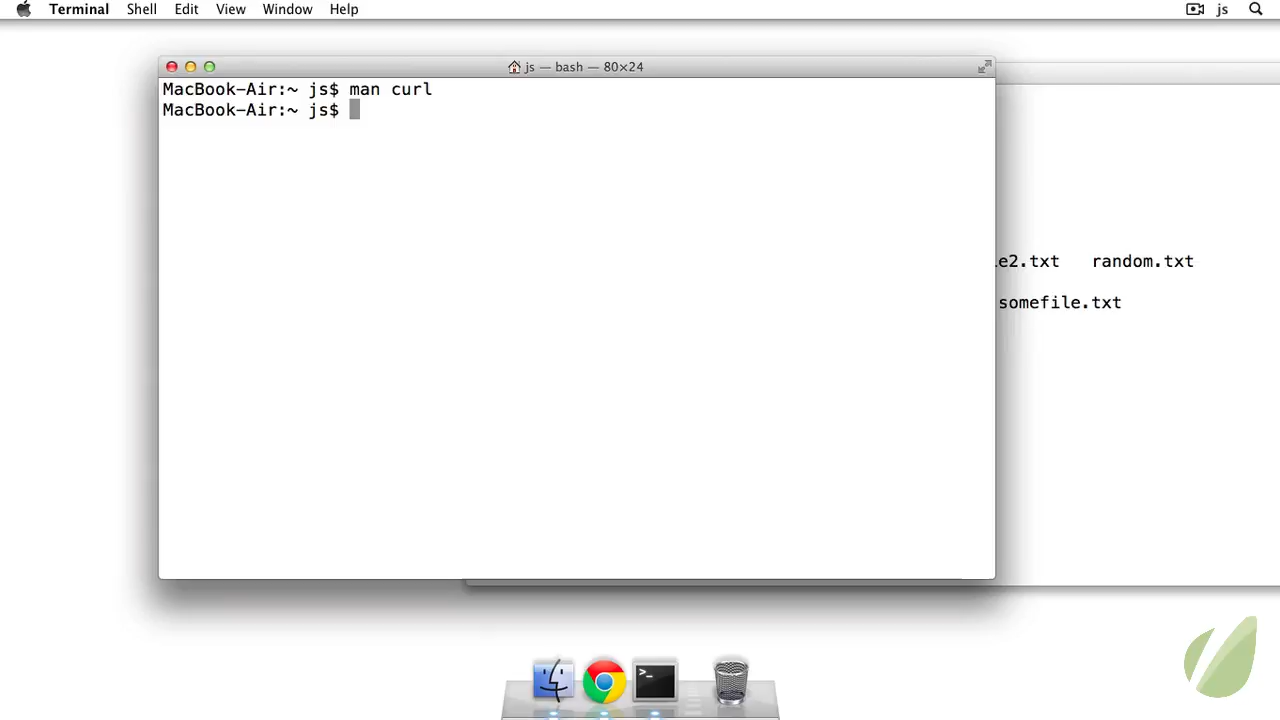 Terminal Shell Edit View Window Help js
js — bash — 80×24
MacBook-Air:~ js$ man curl
MacBook-Air:~ js$
e2.txt random.txt
somefile.txt
>_